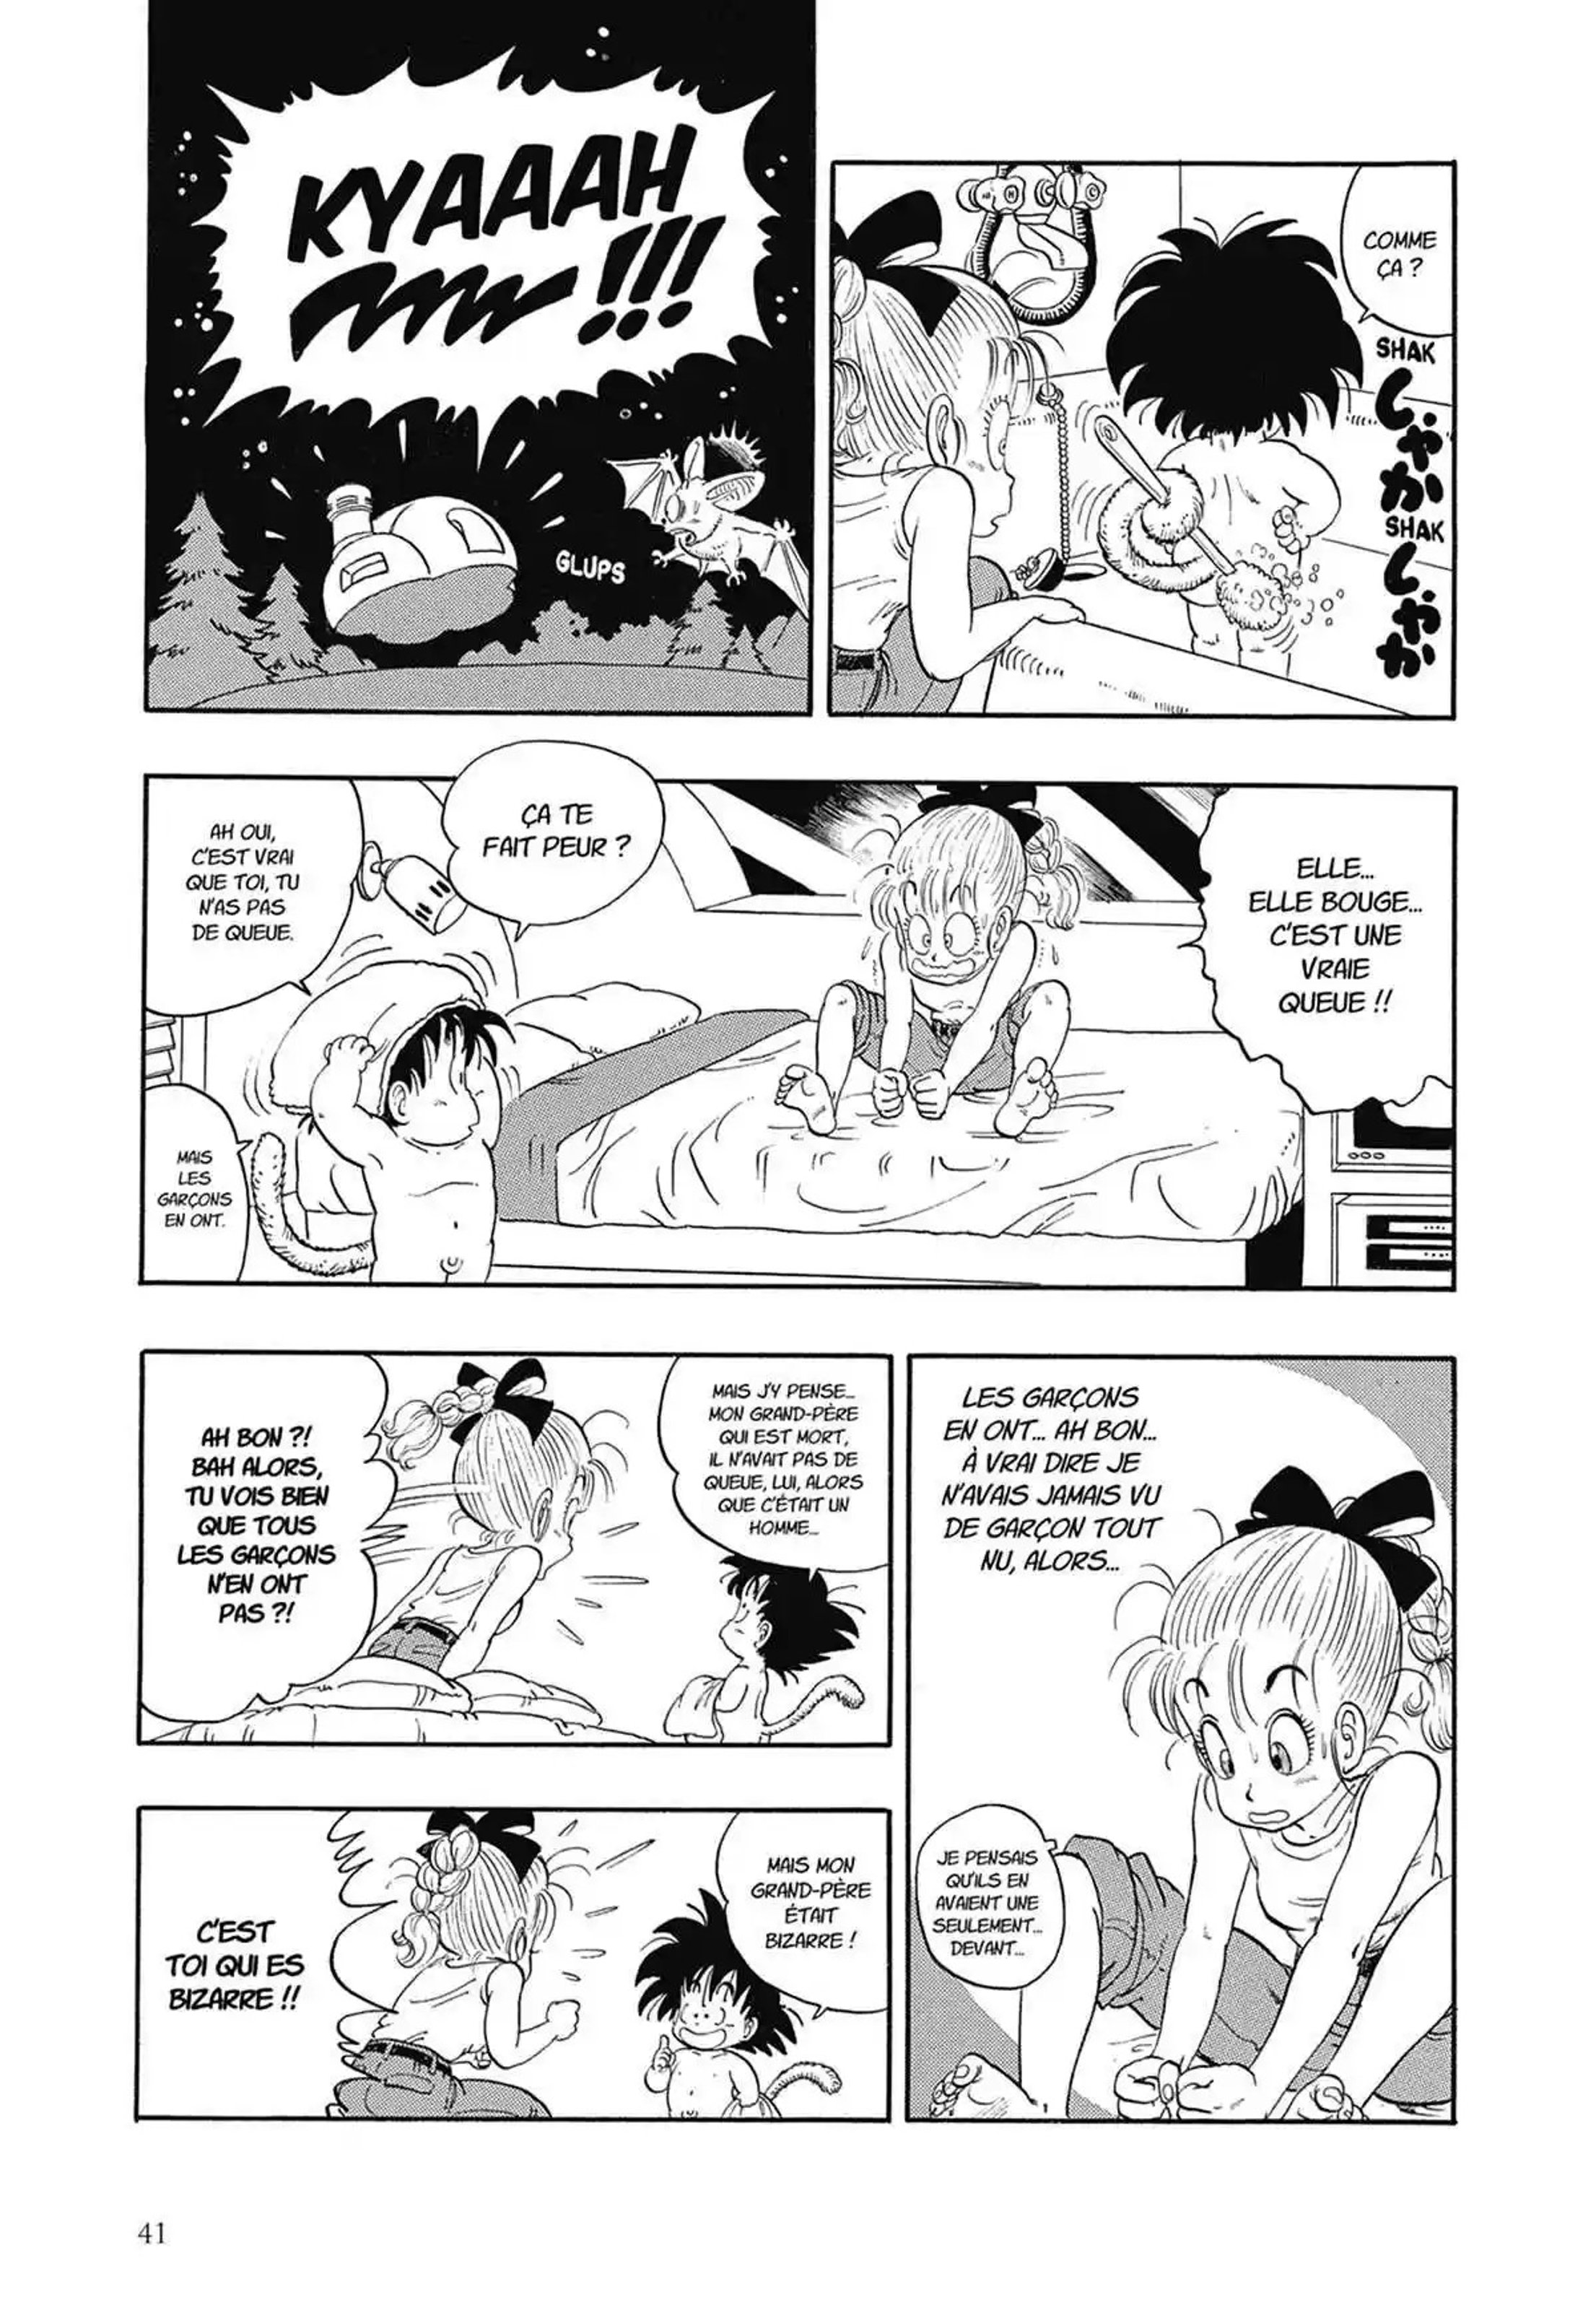 COMME
ÇA ?
SHAK
しゃか
SHAK
しゃか
KYAAAH
!!!
GLUPS
ELLE...
ELLE BOUGE...
C'EST UNE
VRAIE
QUEUE !!
ÇA TE
FAIT PEUR ?
AH OUI,
C'EST VRAI
QUE TOI, TU
N'AS PAS
DE QUEUE.
MAIS
LES
GARÇONS
EN ONT.
LES GARÇONS
EN ONT... AH BON...
À VRAI DIRE JE
N'AVAIS JAMAIS VU
DE GARÇON TOUT
NU, ALORS...
JE PENSAIS
QU'ILS EN
AVAIENT UNE
SEULEMENT...
DEVANT...
MAIS J'Y PENSE...
MON GRAND-PÈRE
QUI EST MORT,
IL N'AVAIT PAS DE
QUEUE, LUI, ALORS
QUE C'ÉTAIT UN
HOMME...
AH BON ?!
BAH ALORS,
TU VOIS BIEN
QUE TOUS
LES GARÇONS
N'EN ONT
PAS ?!
MAIS MON
GRAND-PÈRE
ÉTAIT
BIZARRE !
C'EST
TOI QUI ES
BIZARRE !!
41